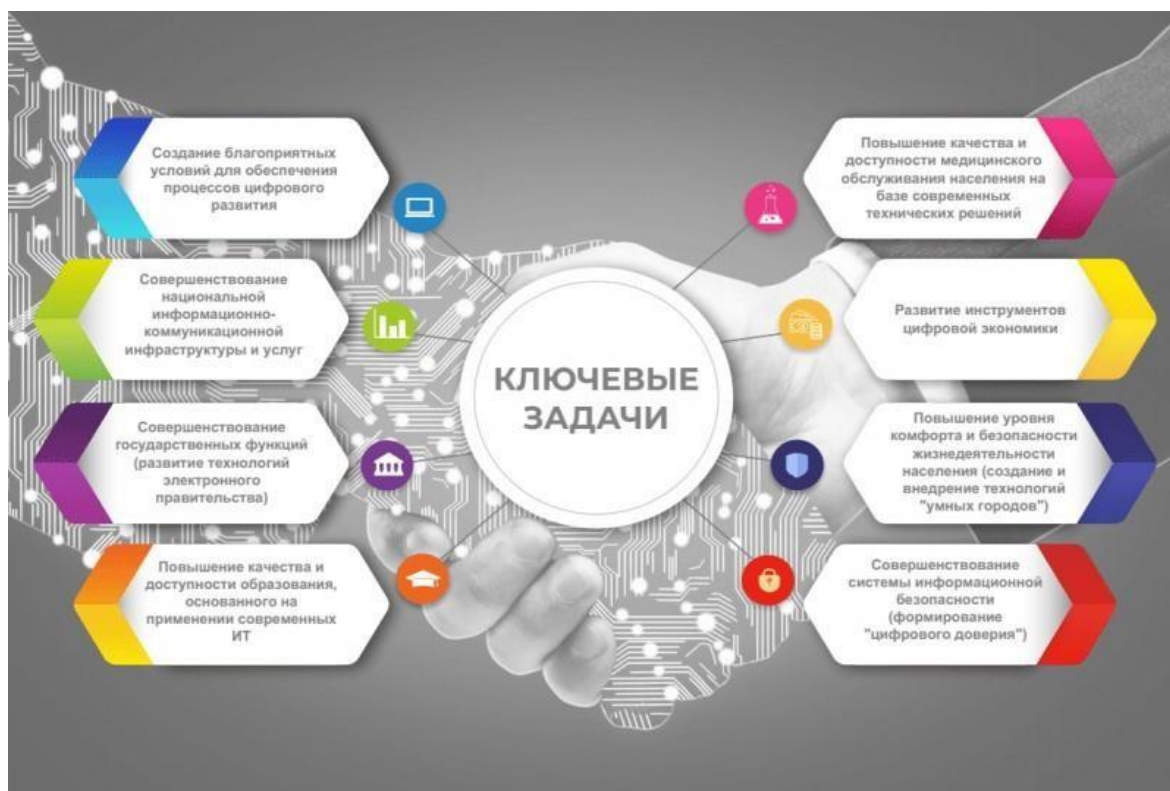 Создание благоприятных
условий для обеспечения
процессов цифрового
развития
Совершенствование
национальной
информационно-
коммуникационной
инфраструктуры и услуг
Совершенствование
государственных функций
(развитие технологий
электронного
правительства)
Повышение качества и
доступности образования,
основанного на
применении современных
ИТ
КЛЮЧЕВЫЕ
ЗАДАЧИ
Повышение качества и
доступности медицинского
обслуживания населения на
базе современных
технических решений
Развитие инструментов
цифровой экономики
Повышение уровня
комфорта и безопасности
жизнедеятельности
населения (создание и
внедрение технологий
"умных городов")
Совершенствование
системы информационной
безопасности
(формирование
"цифрового доверия")